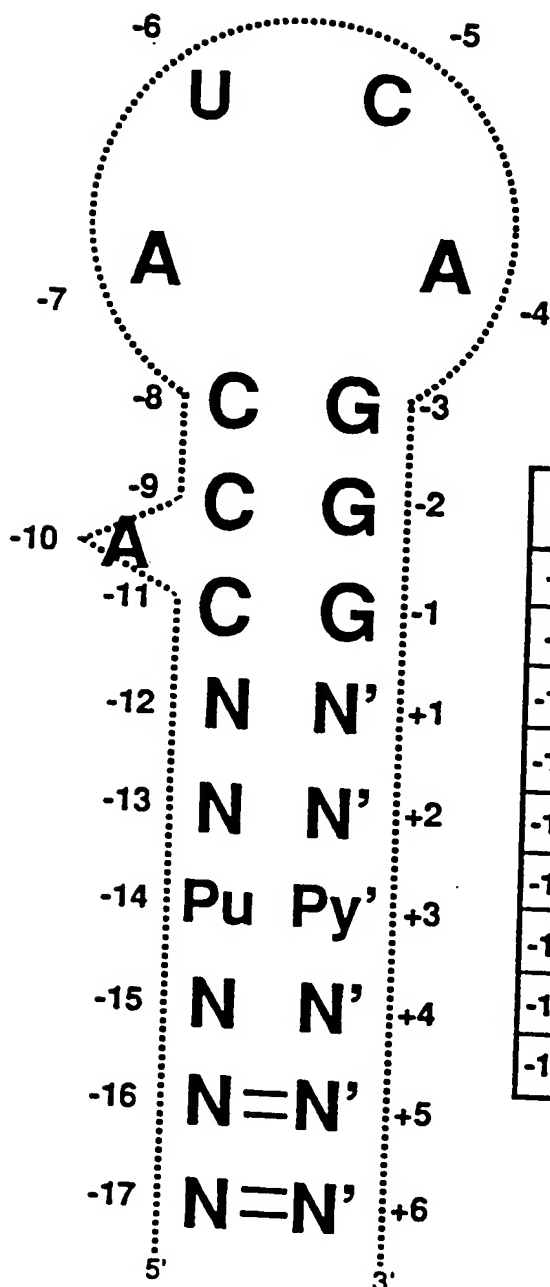 -6 -5
U C
A A
-7 -4
-8 C G -3
-9 C G -2
-10 A
-11 C G -1
-12 N N' +1
-13 N N' +2
-14 Pu Py' +3
-15 N N' +4
-16 N N' +5
-17 N N' +6
5' 3'